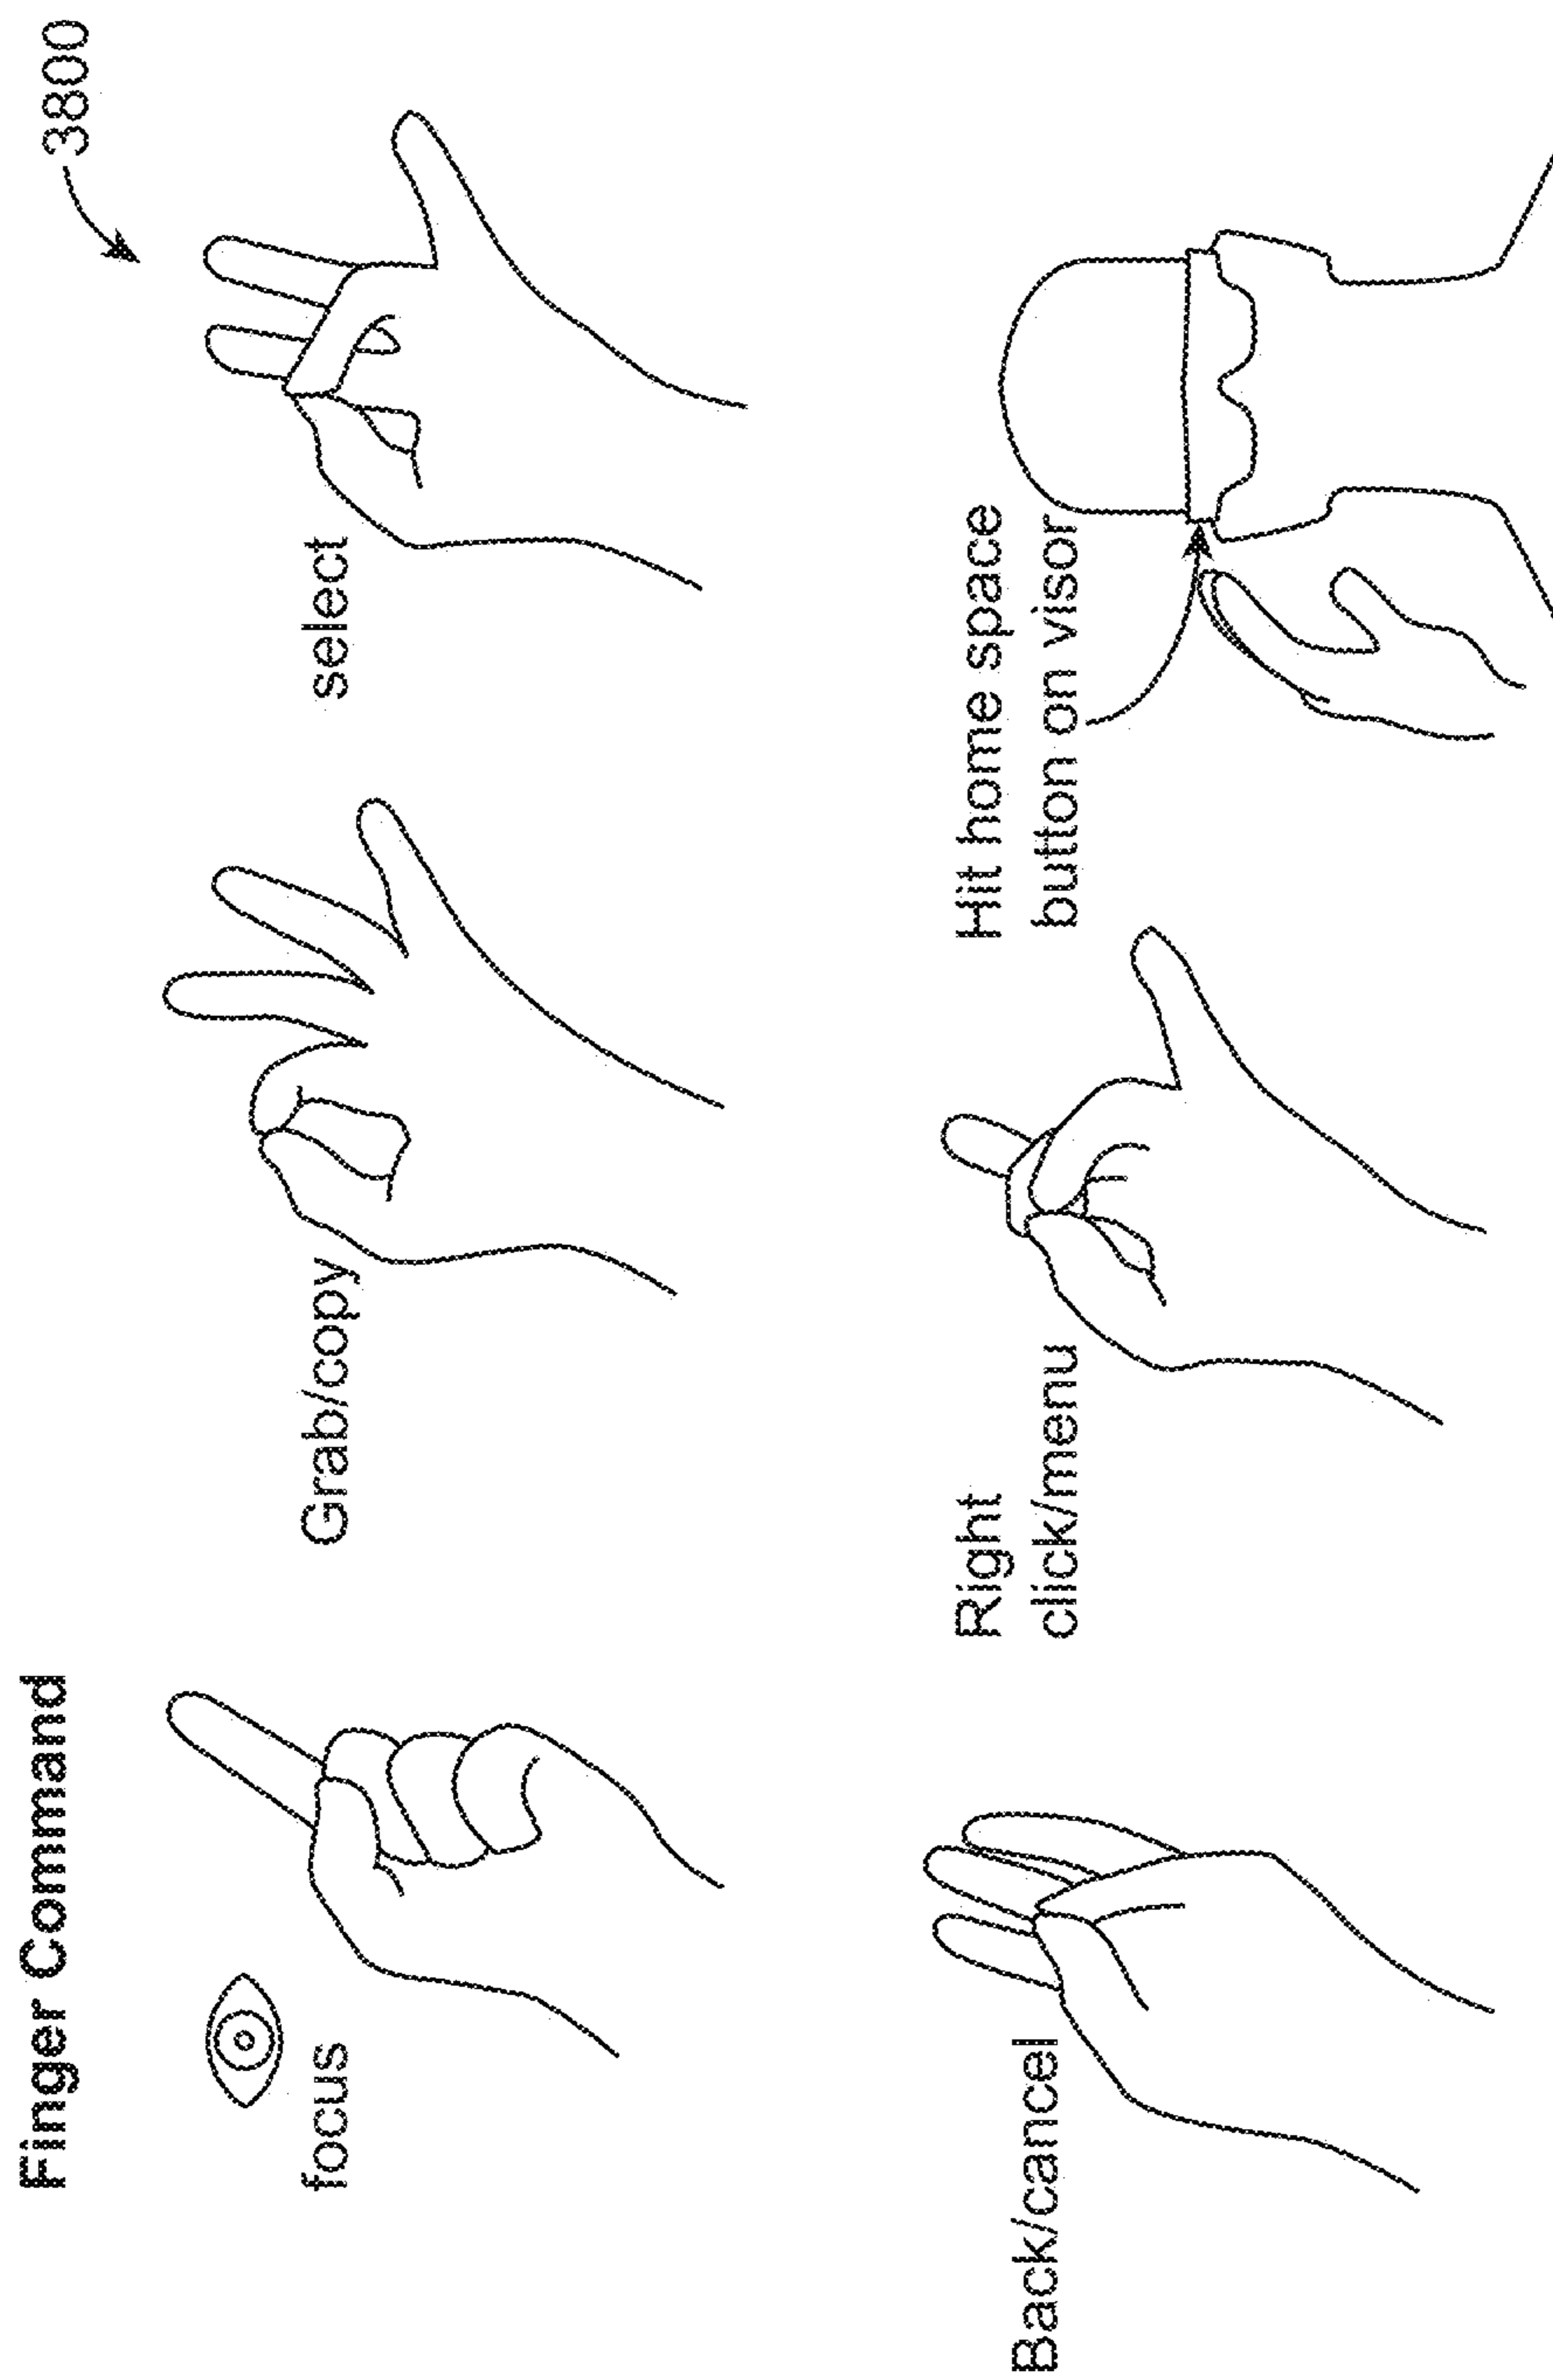 Finger Command
3800
focus
Grab/copy
select
Back/cancel
Right
click/menu
Hit home space
button on visor